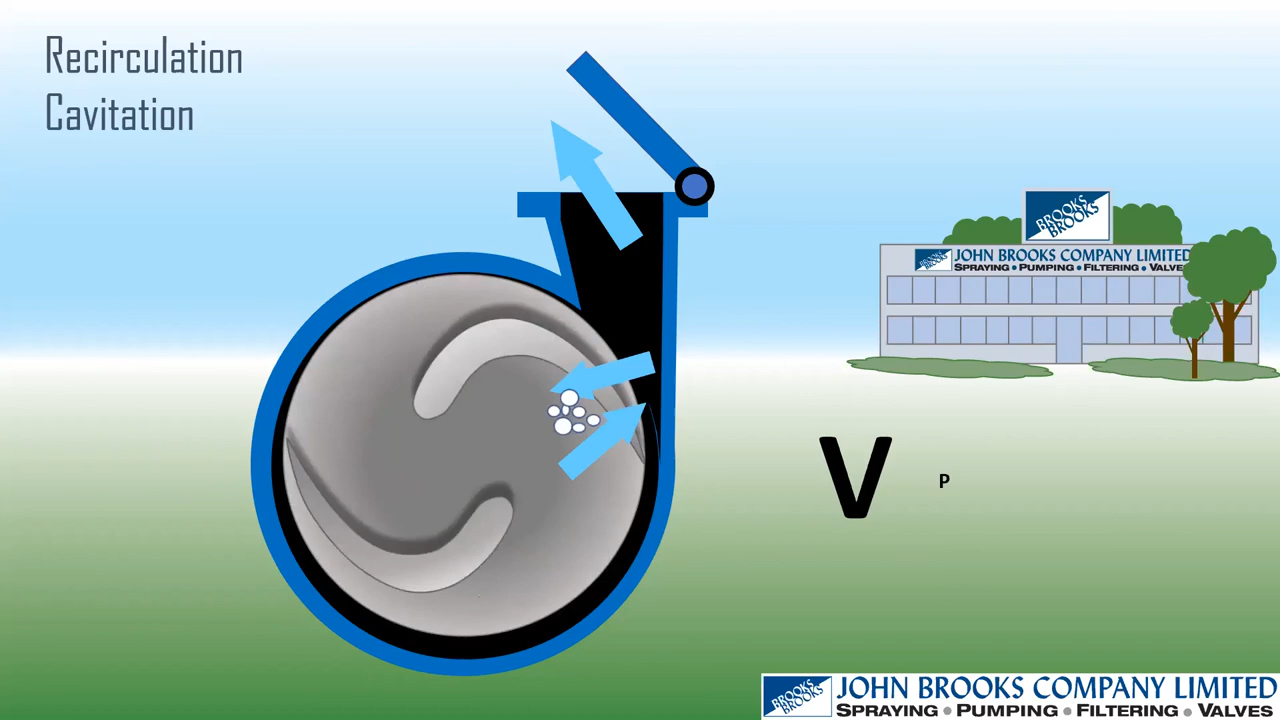 Recirculation
Cavitation
BROOKS
BROOKS
BROOKS
BROOKS
JOHN BROOKS COMPANY LIMITED
SPRAYING • PUMPING • FILTERING • VALVES
V P
BROOKS
BROOKS
JOHN BROOKS COMPANY LIMITED
SPRAYING • PUMPING • FILTERING • VALVES